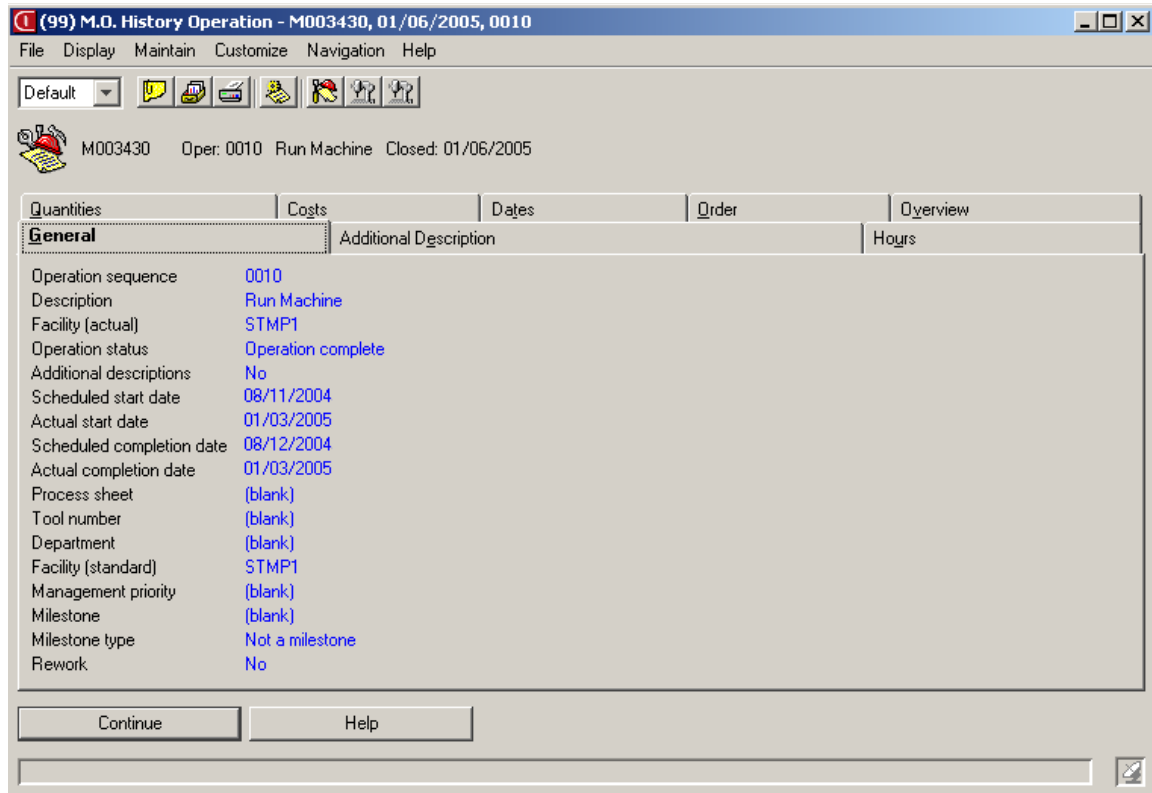 (99) M.O. History Operation - M003430, 01/06/2005, 0010
File Display Maintain Customize Navigation Help
Default
M003430 Oper: 0010 Run Machine Closed: 01/06/2005
Quantities Costs Dates Order Overview
General Additional Description Hours
Operation sequence 0010
Description Run Machine
Facility (actual) STMP1
Operation status Operation complete
Additional descriptions No
Scheduled start date 08/11/2004
Actual start date 01/03/2005
Scheduled completion date 08/12/2004
Actual completion date 01/03/2005
Process sheet (blank)
Tool number (blank)
Department (blank)
Facility (standard) STMP1
Management priority (blank)
Milestone (blank)
Milestone type Not a milestone
Rework No
Continue Help